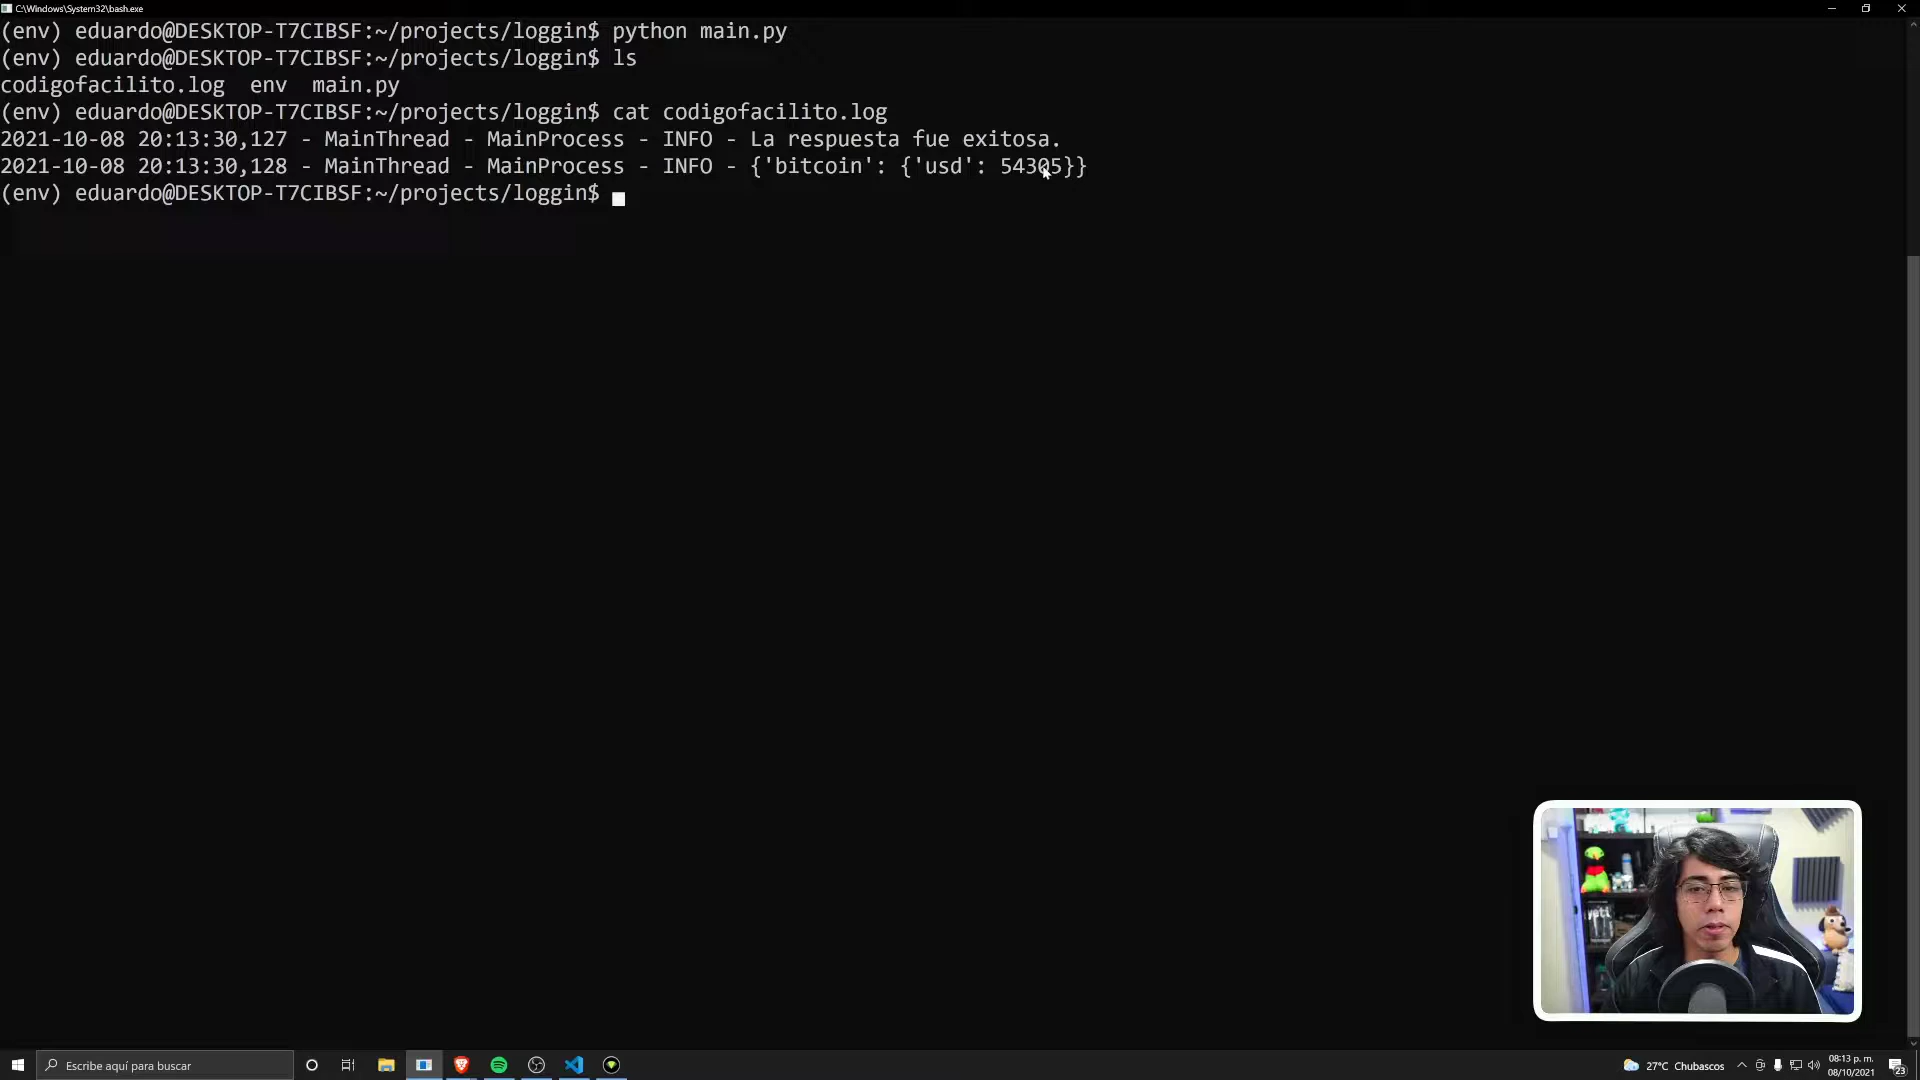 C:\Windows\System32\bash.exe
(env) eduardo@DESKTOP-T7CIBSF:~/projects/loggin$ python main.py
(env) eduardo@DESKTOP-T7CIBSF:~/projects/loggin$ ls
codigofacilito.log  env  main.py
(env) eduardo@DESKTOP-T7CIBSF:~/projects/loggin$ cat codigofacilito.log
2021-10-08 20:13:30,127 - MainThread - MainProcess - INFO - La respuesta fue exitosa.
2021-10-08 20:13:30,128 - MainThread - MainProcess - INFO - {'bitcoin': {'usd': 54305}}
(env) eduardo@DESKTOP-T7CIBSF:~/projects/loggin$
Escribe aquí para buscar
27°C Chubascos
08:13 p. m.
08/10/2021
23